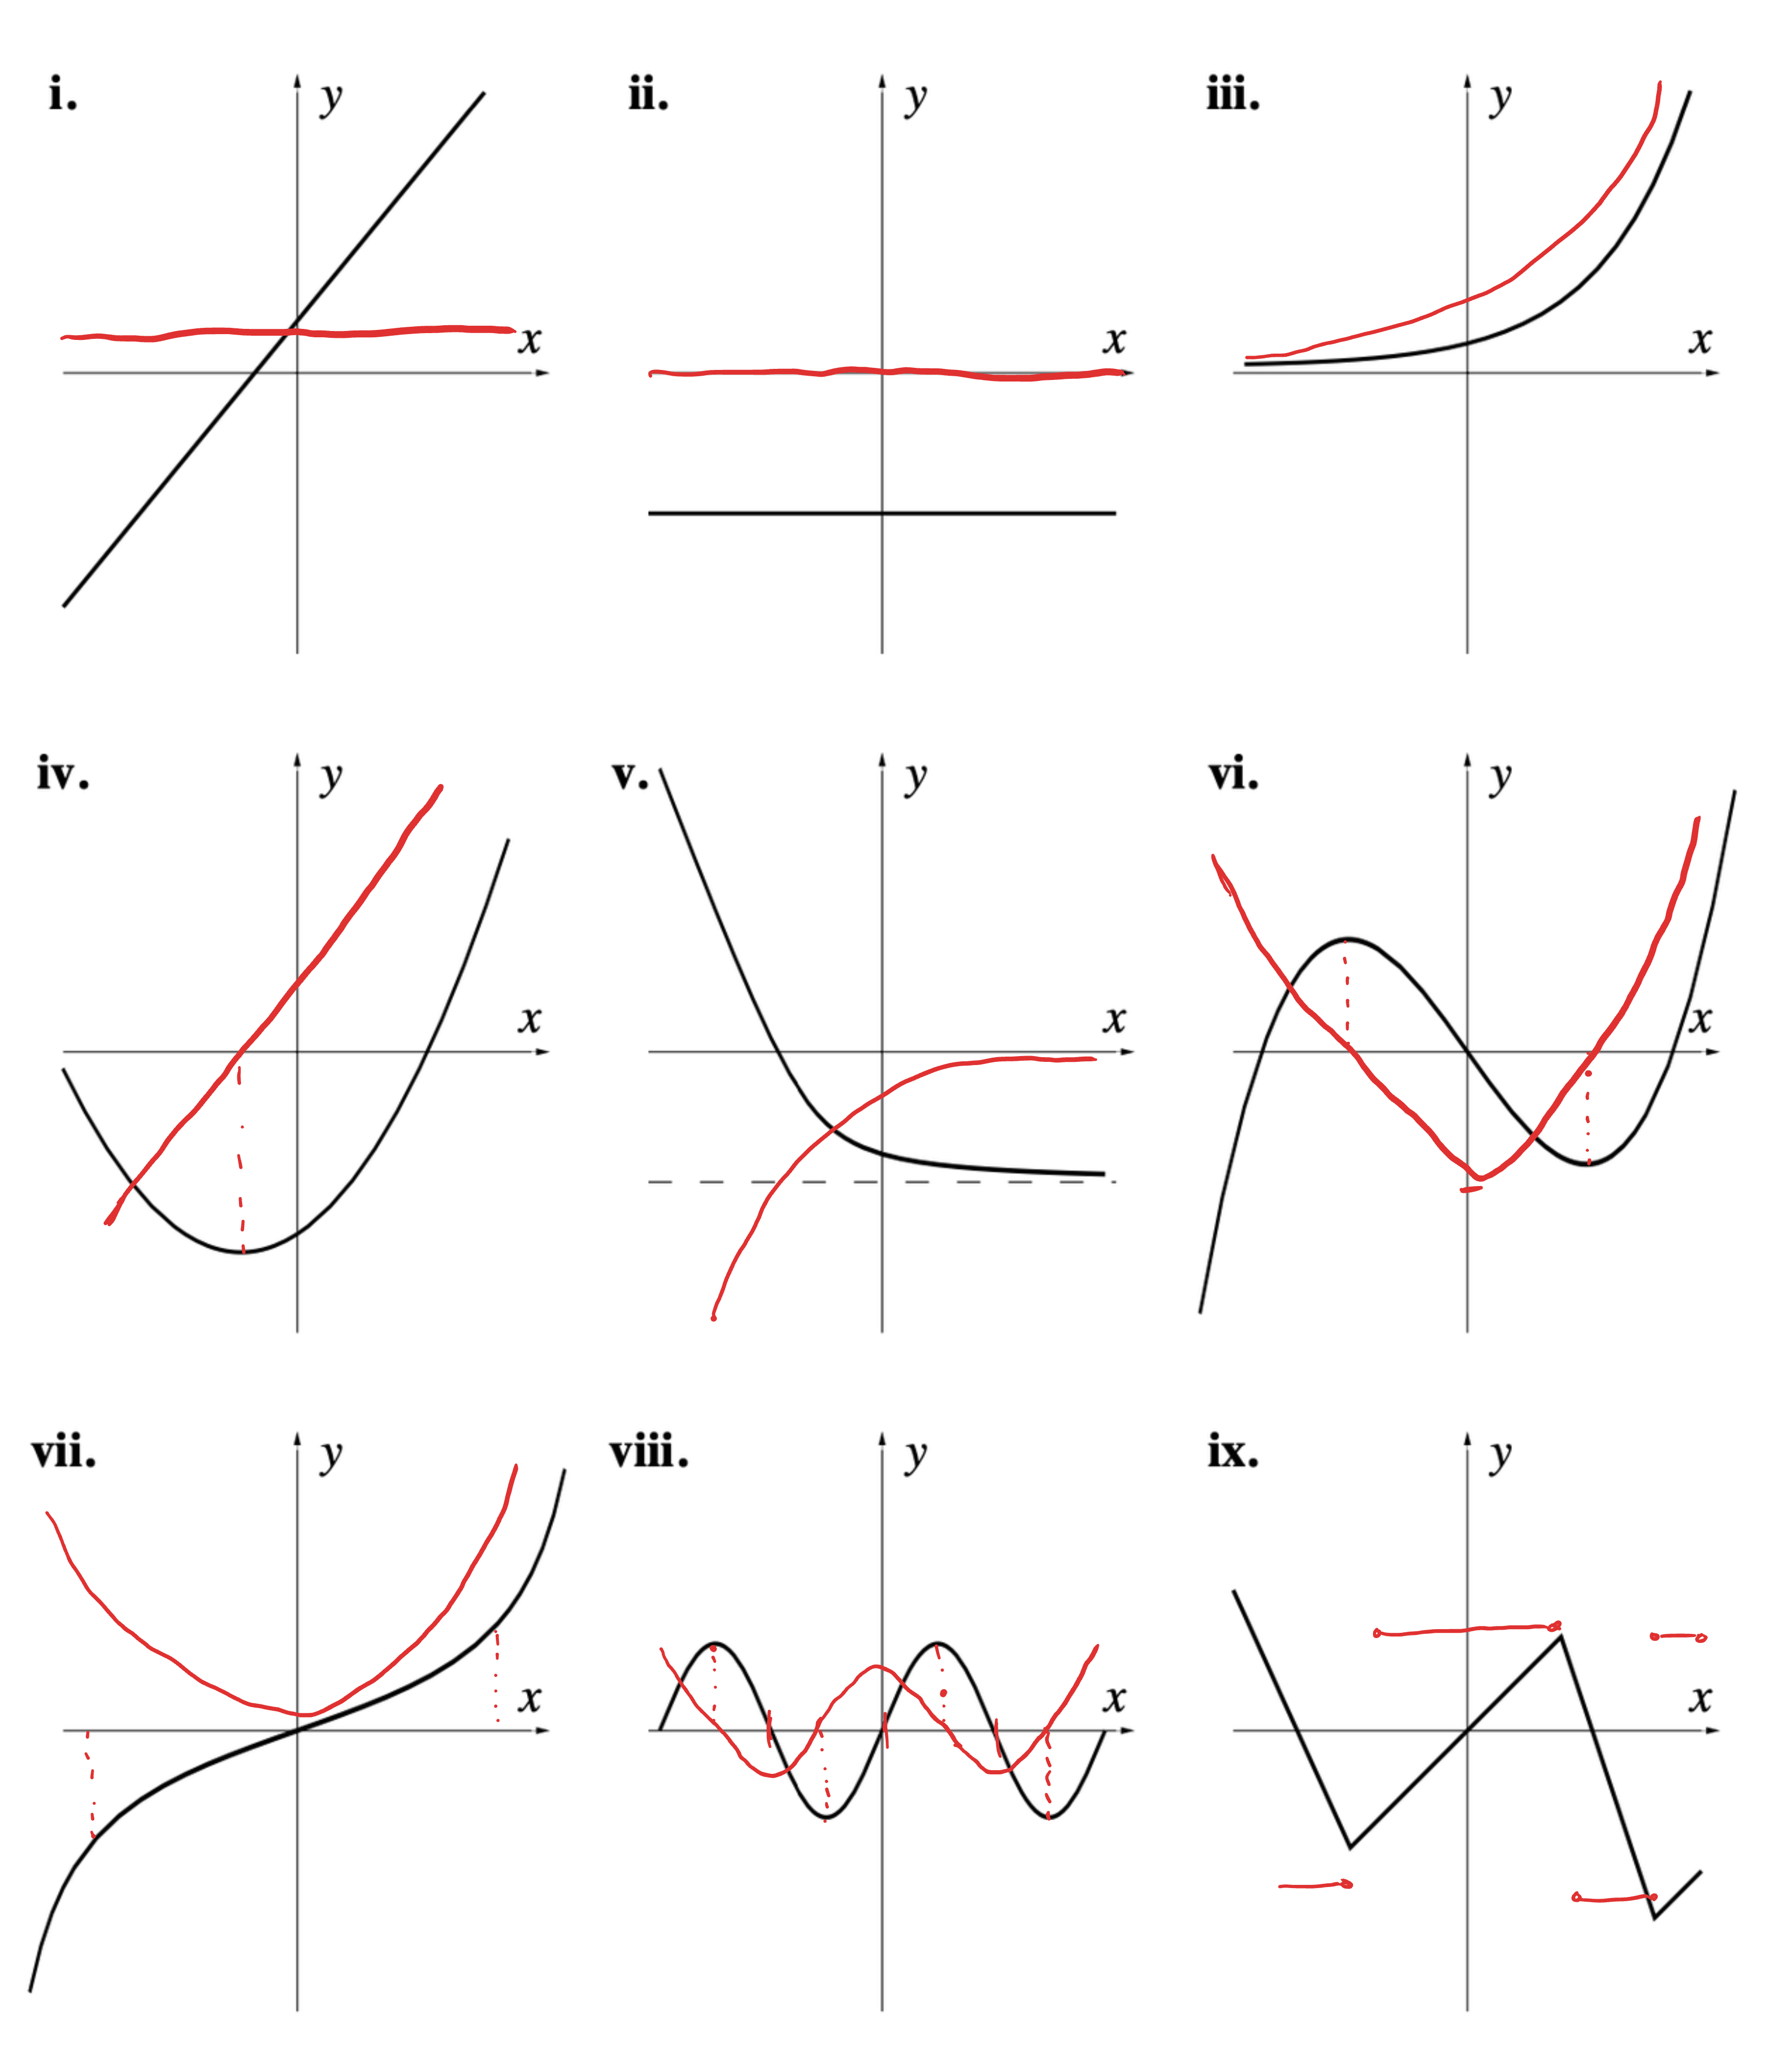 i. y x
ii. y x
iii. y x
iv. y x
v. y x
vi. y x
vii. y x
viii. y x
ix. y x